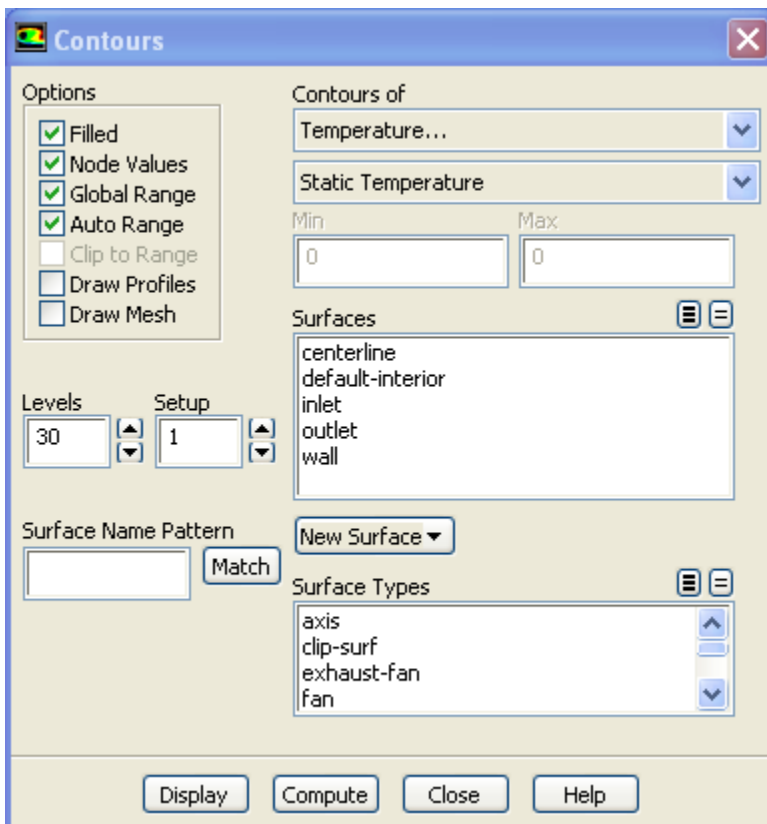 Contours
Options
Filled
Node Values
Global Range
Auto Range
Clip to Range
Draw Profiles
Draw Mesh
Contours of
Temperature...
Static Temperature
Min Max
0 0
Surfaces
centerline
default-interior
inlet
outlet
wall
Levels Setup
30 1
Surface Name Pattern
Match
New Surface
Surface Types
axis
clip-surf
exhaust-fan
fan
Display Compute Close Help